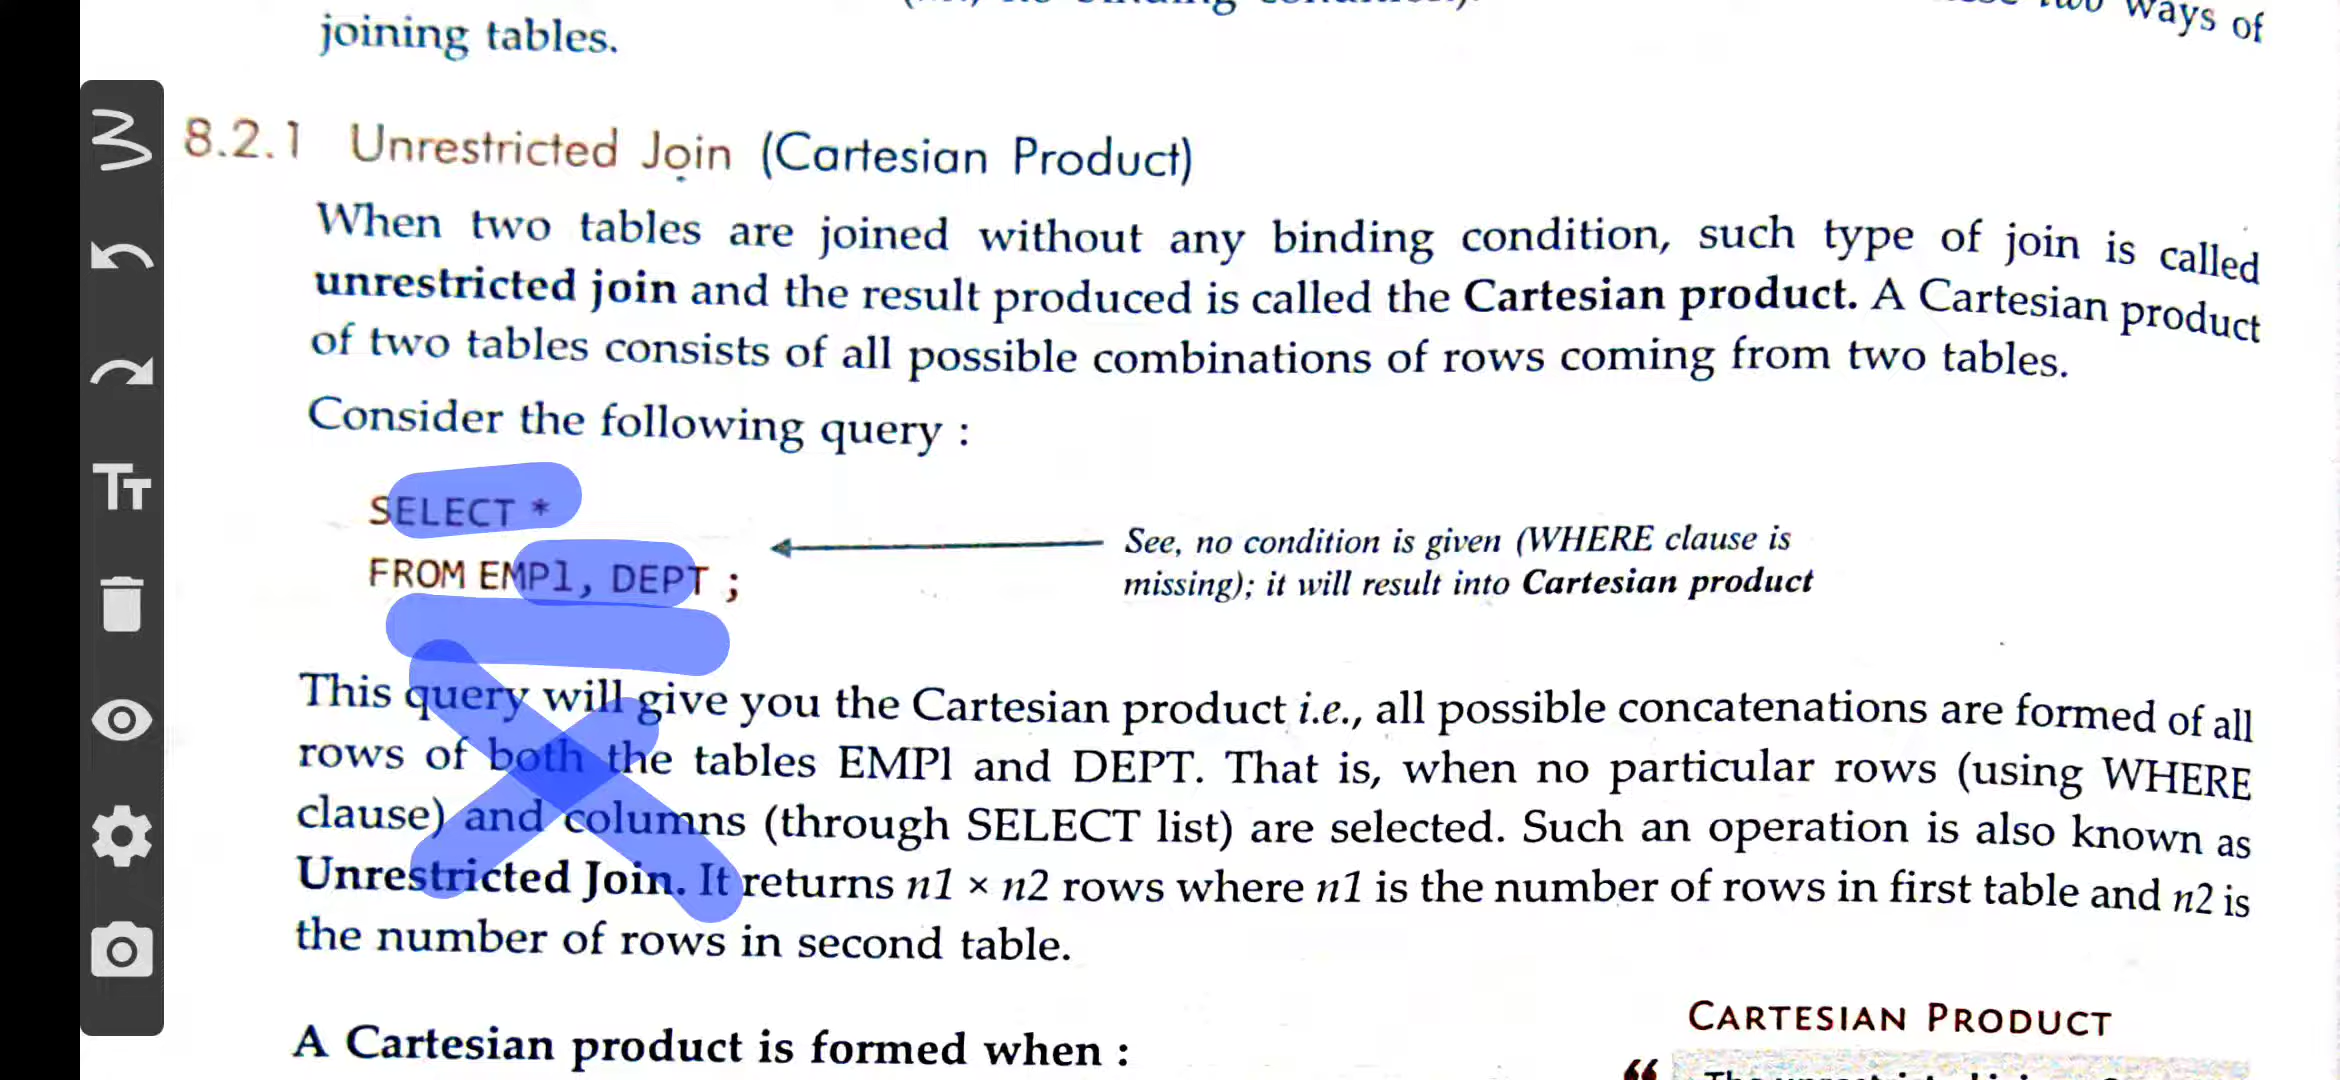 ways of
joining tables.
8.2.1 Unrestricted Join (Cartesian Product)
When two tables are joined without any binding condition, such type of join is called
unrestricted join and the result produced is called the Cartesian product. A Cartesian product
of two tables consists of all possible combinations of rows coming from two tables.
Consider the following query :
SELECT *
FROM EMPl, DEPT ;
See, no condition is given (WHERE clause is
missing); it will result into Cartesian product
This query will give you the Cartesian product i.e., all possible concatenations are formed of all
rows of both the tables EMPl and DEPT. That is, when no particular rows (using WHERE
clause) and columns (through SELECT list) are selected. Such an operation is also known as
Unrestricted Join. It returns n1 × n2 rows where n1 is the number of rows in first table and n2 is
the number of rows in second table.
A Cartesian product is formed when :
CARTESIAN PRODUCT
“